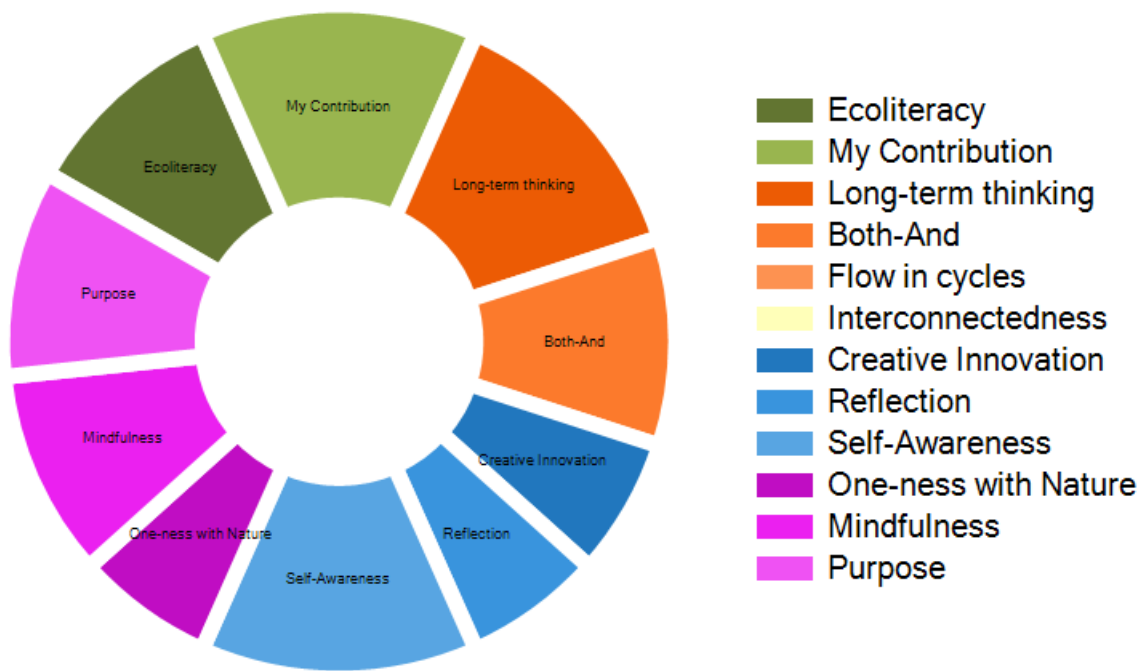 My Contribution
Ecoliteracy
Long-term thinking
Purpose
Both-And
Mindfulness
Creative Innovation
One-ness with Nature
Reflection
Self-Awareness
Ecoliteracy
My Contribution
Long-term thinking
Both-And
Flow in cycles
Interconnectedness
Creative Innovation
Reflection
Self-Awareness
One-ness with Nature
Mindfulness
Purpose